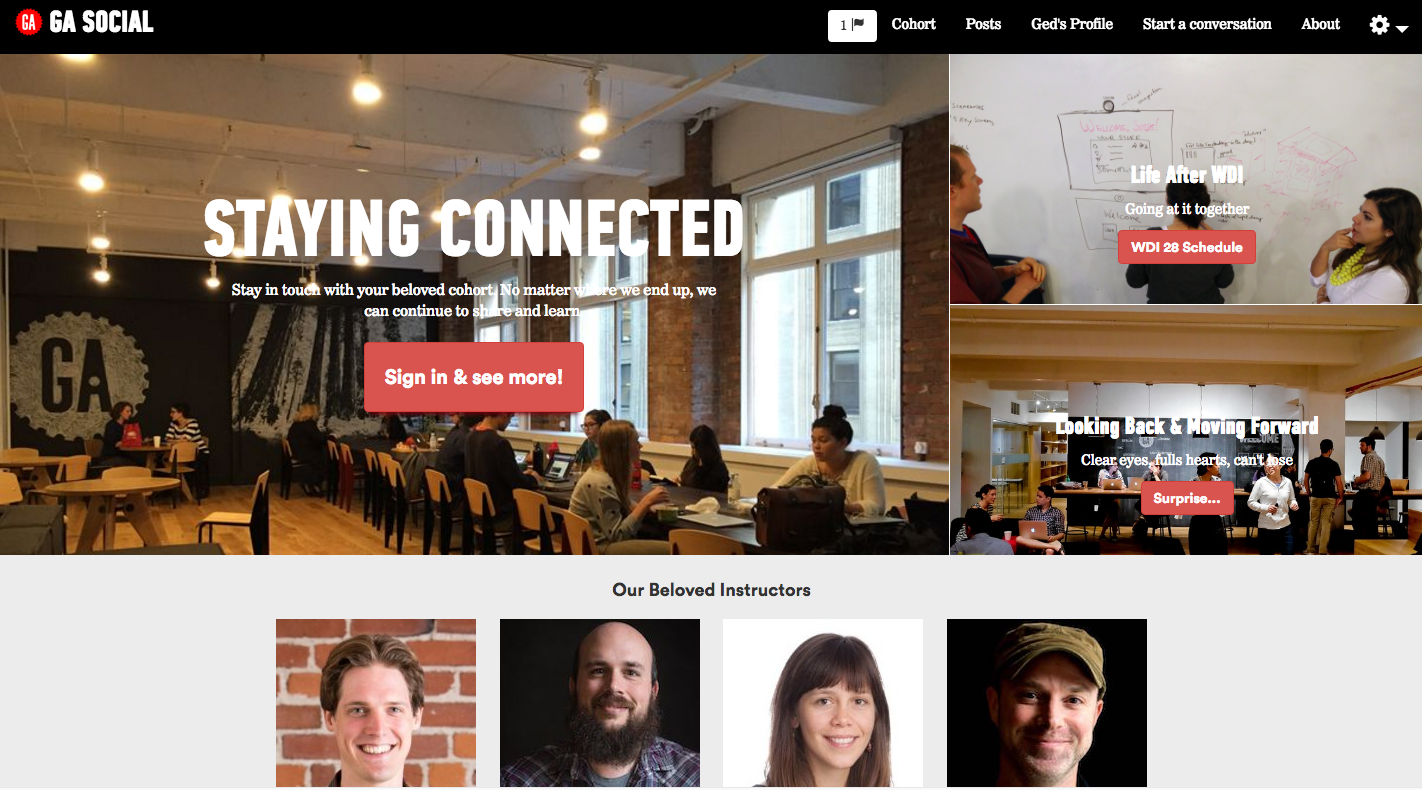 GA GA SOCIAL
1 Cohort Posts Ged's Profile Start a conversation About
STAYING CONNECTED
Stay in touch with your beloved cohort. No matter where we end up, we
can continue to share and learn.
Sign in & see more!
GA
WELCOME,
WELCOME
Life After WDI
Going at it together
WDI 28 Schedule
WELCOME
Looking Back & Moving Forward
Clear eyes, fulls hearts, can't lose
Surprise...
Our Beloved Instructors